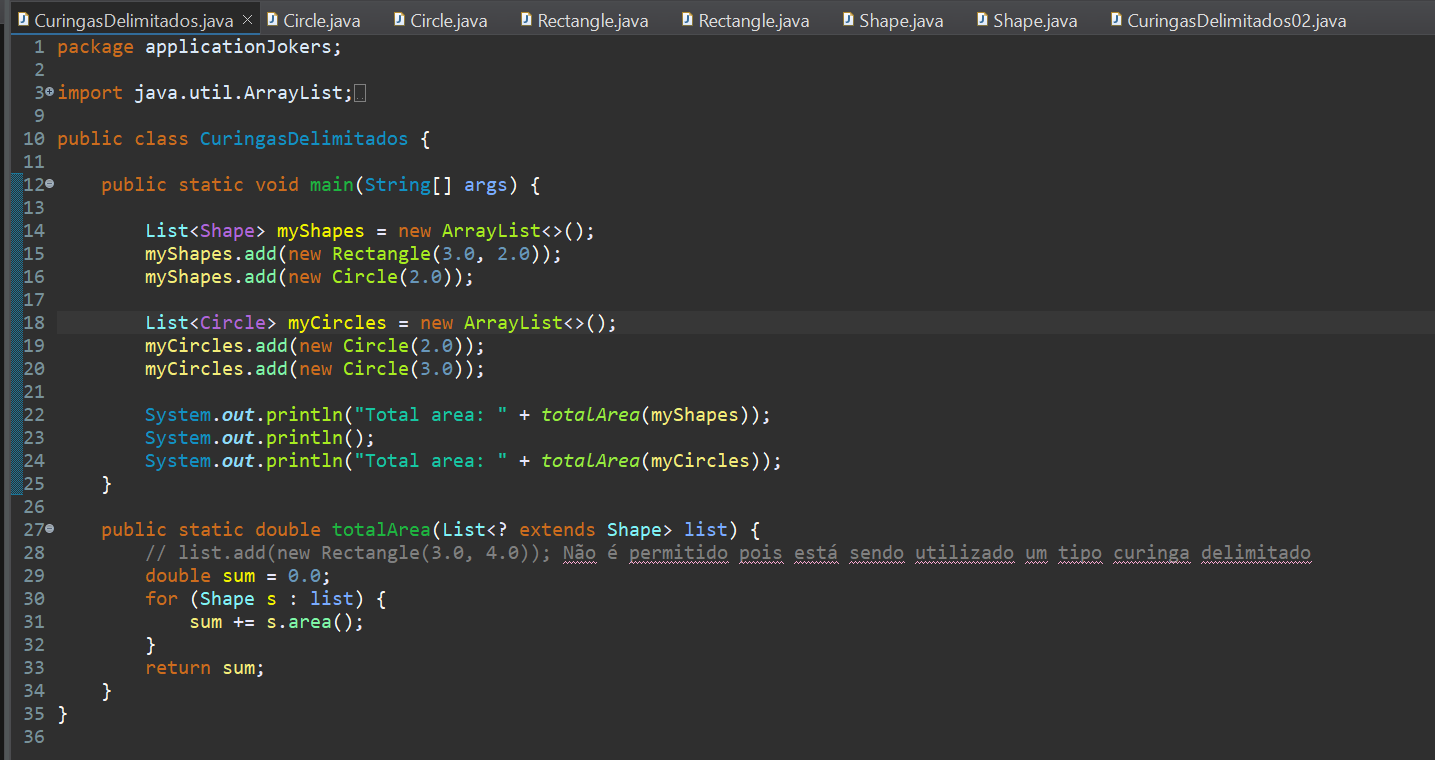 CuringasDelimitados.java Circle.java Circle.java Rectangle.java Rectangle.java Shape.java Shape.java CuringasDelimitados02.java
1 package applicationJokers;
2
3 import java.util.ArrayList;
9
10 public class CuringasDelimitados {
11
12 public static void main(String[] args) {
13
14 List<Shape> myShapes = new ArrayList<>();
15 myShapes.add(new Rectangle(3.0, 2.0));
16 myShapes.add(new Circle(2.0));
17
18 List<Circle> myCircles = new ArrayList<>();
19 myCircles.add(new Circle(2.0));
20 myCircles.add(new Circle(3.0));
21
22 System.out.println("Total area: " + totalArea(myShapes));
23 System.out.println();
24 System.out.println("Total area: " + totalArea(myCircles));
25 }
26
27 public static double totalArea(List<? extends Shape> list) {
28 // list.add(new Rectangle(3.0, 4.0)); Não é permitido pois está sendo utilizado um tipo curinga delimitado
29 double sum = 0.0;
30 for (Shape s : list) {
31 sum += s.area();
32 }
33 return sum;
34 }
35 }
36